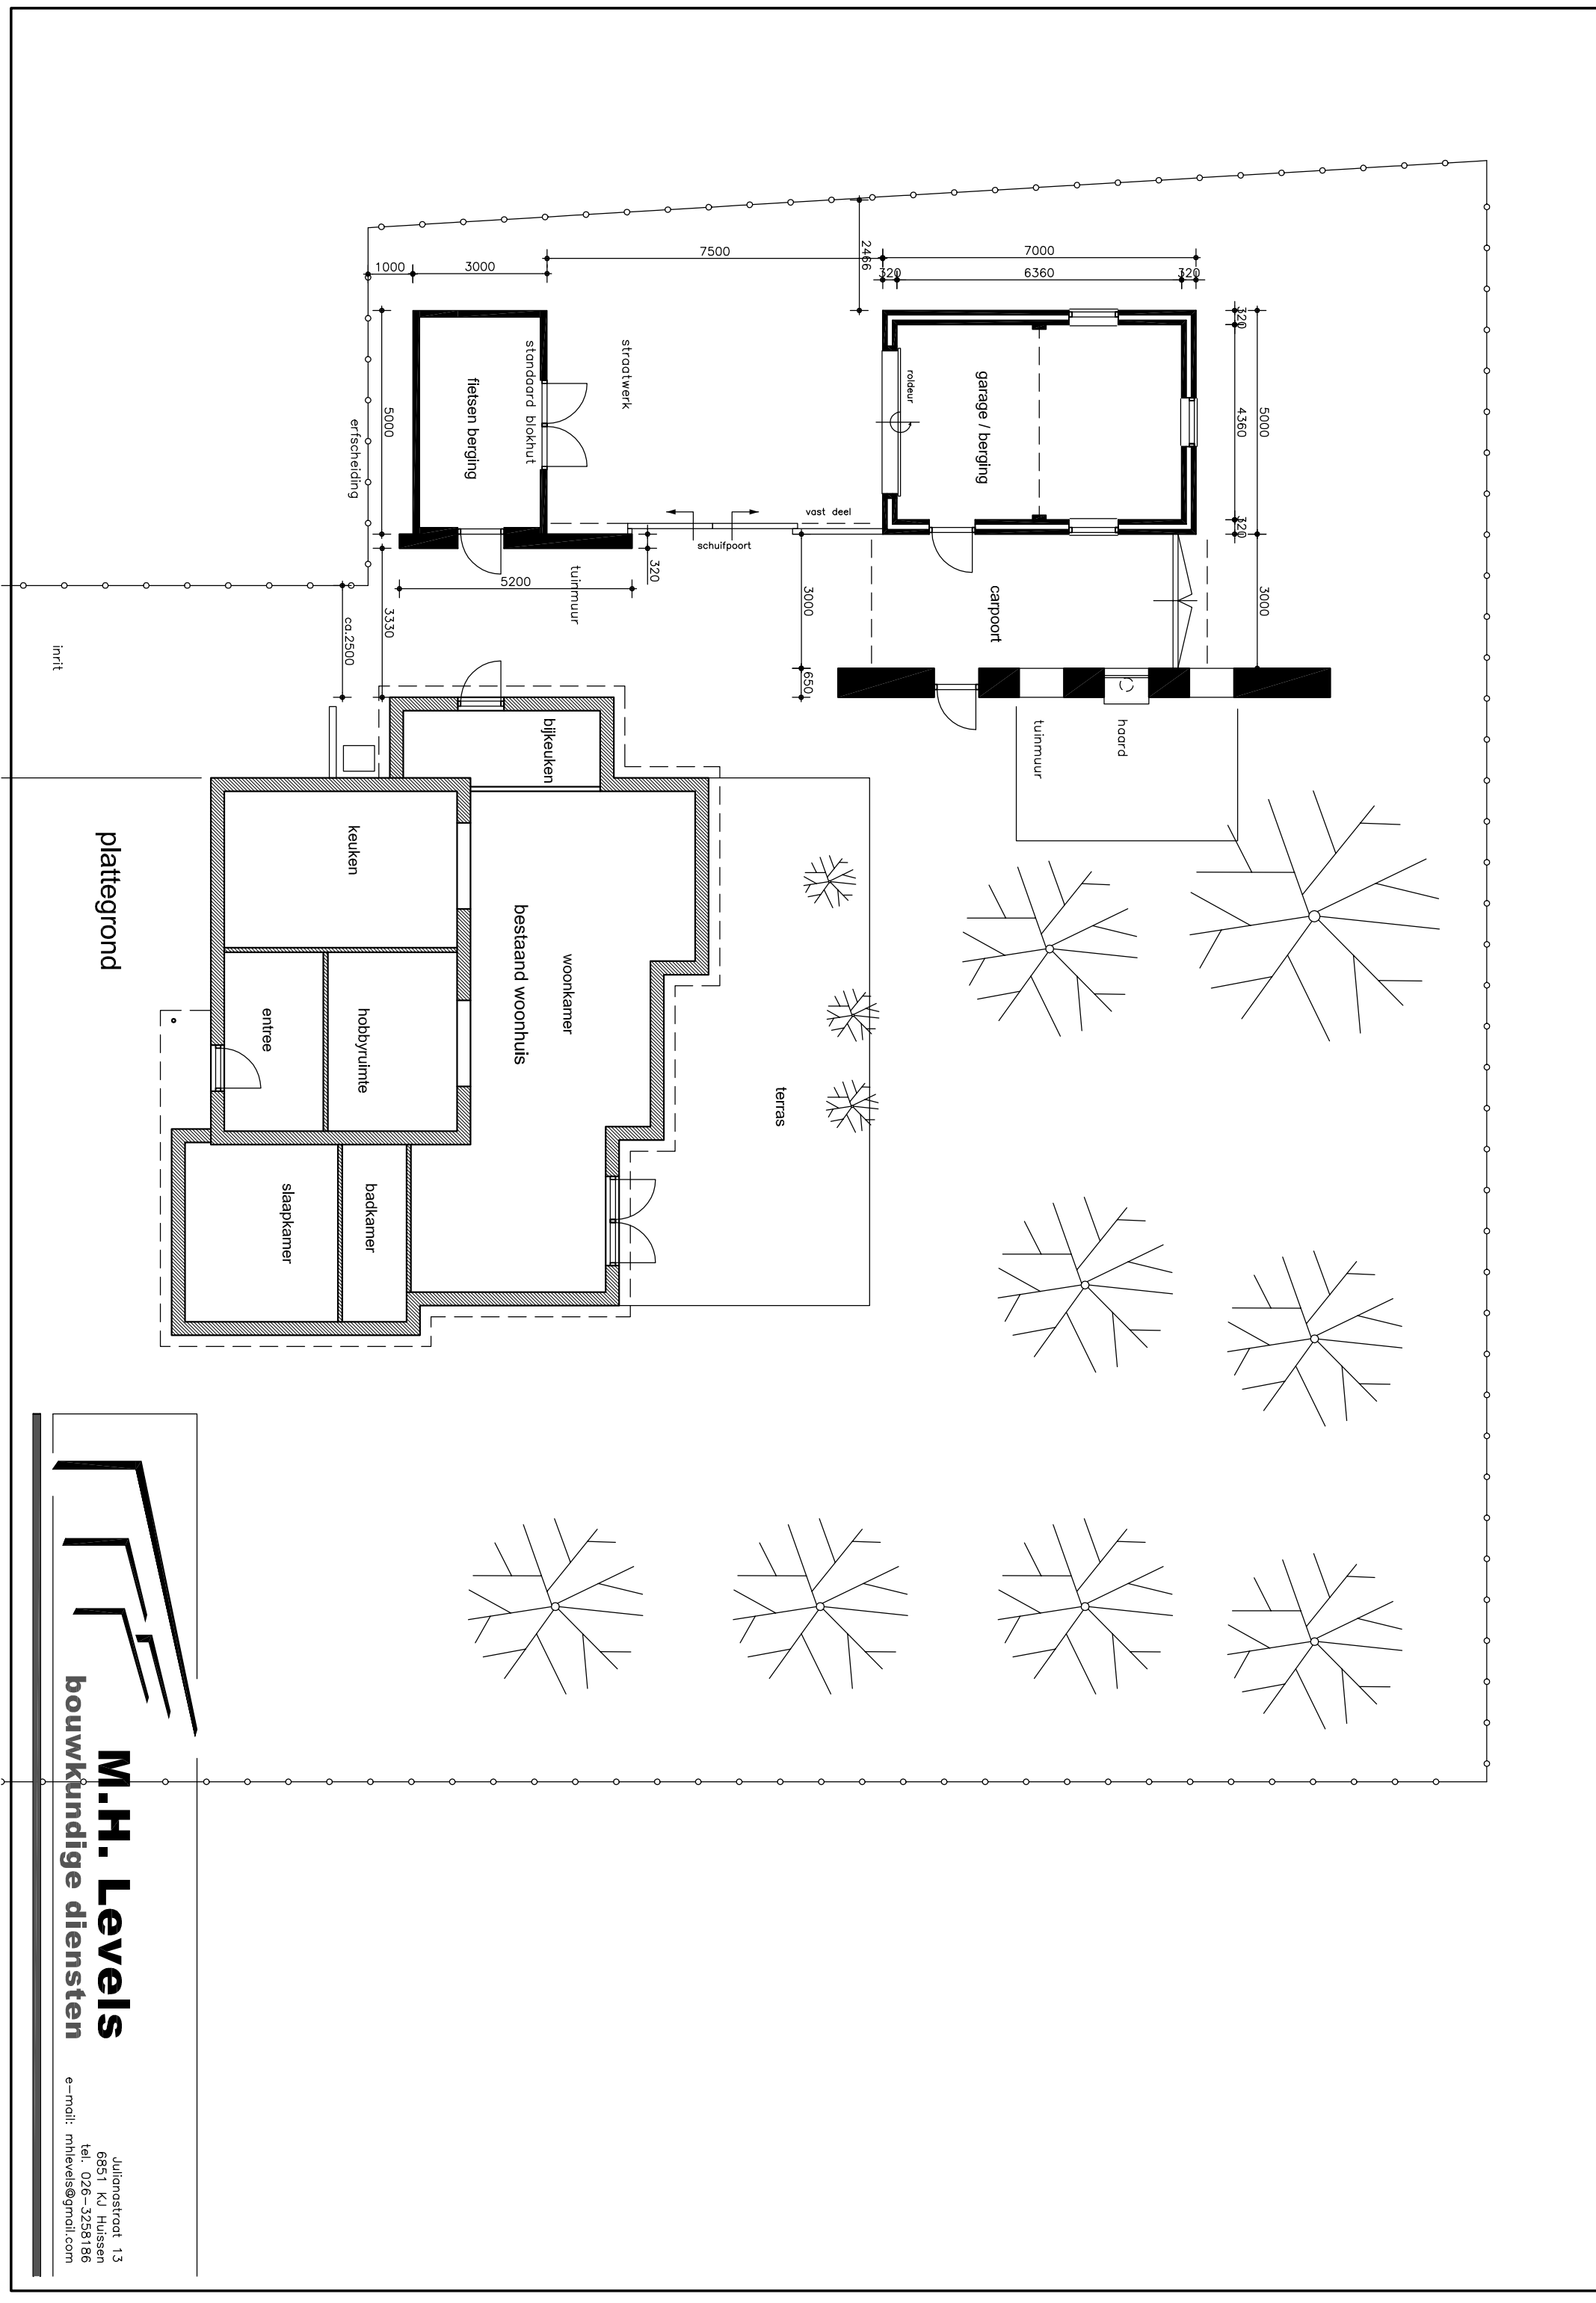 1000
3000
7500
2466
7000
320
6360
320
320
4360
320
5000
3000
5000
erfscheiding
fietsen berging
standaard blokhut
straatwerk
roldeur
garage / berging
vast deel
schuifpoort
320
tuinmuur
5200
3330
ca.2500
inrit
3000
650
carpoort
tuinmuur
haard
bijkeuken
keuken
woonkamer
bestaand woonhuis
entree
hobbyruimte
terras
slaapkamer
badkamer
plattegrond
M.H. Levels
bouwkundige diensten
Julianastraat 13
6851 KJ Huissen
tel. 026-3258186
e-mail: mhlevels@gmail.com